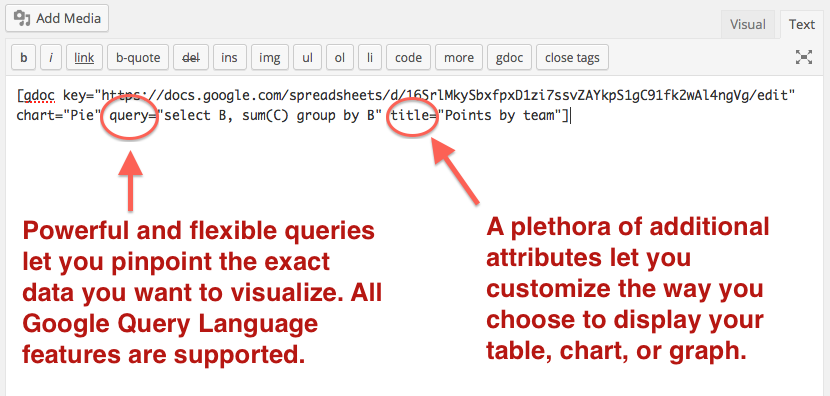 Add Media
Visual Text
b i link b-quote del ins img ul ol li code more gdoc close tags
[gdoc key="https://docs.google.com/spreadsheets/d/16SrlMkySbxfpxD1zi7ssvZAYkpS1gC91fk2wAl4ngVg/edit"
chart="Pie" query="select B, sum(C) group by B" title="Points by team"]
Powerful and flexible queries
let you pinpoint the exact
data you want to visualize. All
Google Query Language
features are supported.
A plethora of additional
attributes let you
customize the way you
choose to display your
table, chart, or graph.